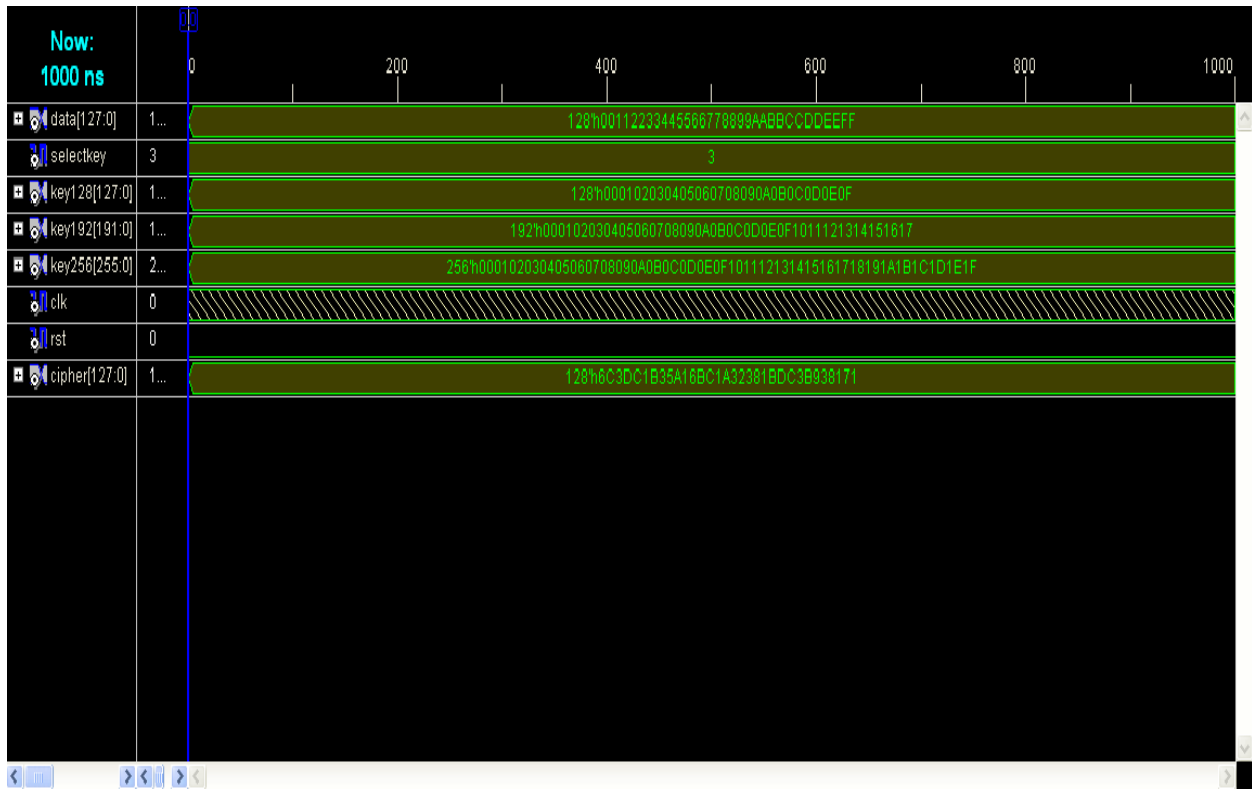 Now:
1000 ns
0 200 400 600 800 1000
data[127:0] 1... 128'h00112233445566778899AABBCCDDEEFF
selectkey 3 3
key128[127:0] 1... 128'h000102030405060708090A0B0C0D0E0F
key192[191:0] 1... 192'h000102030405060708090A0B0C0D0E0F1011121314151617
key256[255:0] 2... 256'h000102030405060708090A0B0C0D0E0F101112131415161718191A1B1C1D1E1F
clk 0
rst 0
cipher[127:0] 1... 128'h6C3DC1B35A16BC1A32381BDC3B938171